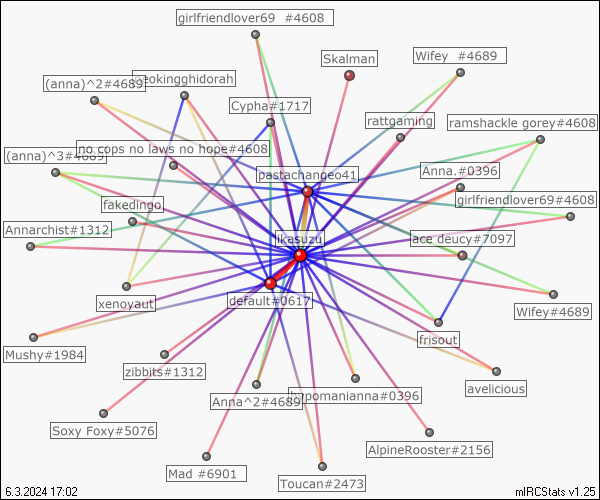 girlfriendlover69 #4608
Skalman
Wifey #4689
(anna)^2#4689
neokingghidorah
Cypha#1717
rattgaming
ramshackle gorey#4608
(anna)^3#4689
no cops no laws no hope#4608
pastachangeo41
Anna.#0396
fakedingo
girlfriendlover69#4608
Annarchist#1312
ikasuzu
ace deucy#7097
xenoyaut
default#0617
Wifey#4689
frisout
Mushy#1984
zibbits#1312
avelicious
Anna^2#4689
hypomanianna#0396
Soxy Foxy#5076
AlpineRooster#2156
Mad #6901
Toucan#2473
6.3.2024 17:02
mIRCStats v1.25